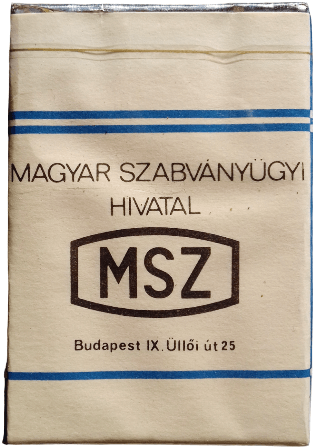 MAGYAR SZABVÁNYÜGYI
HIVATAL
MSZ
Budapest IX. Üllői út 25